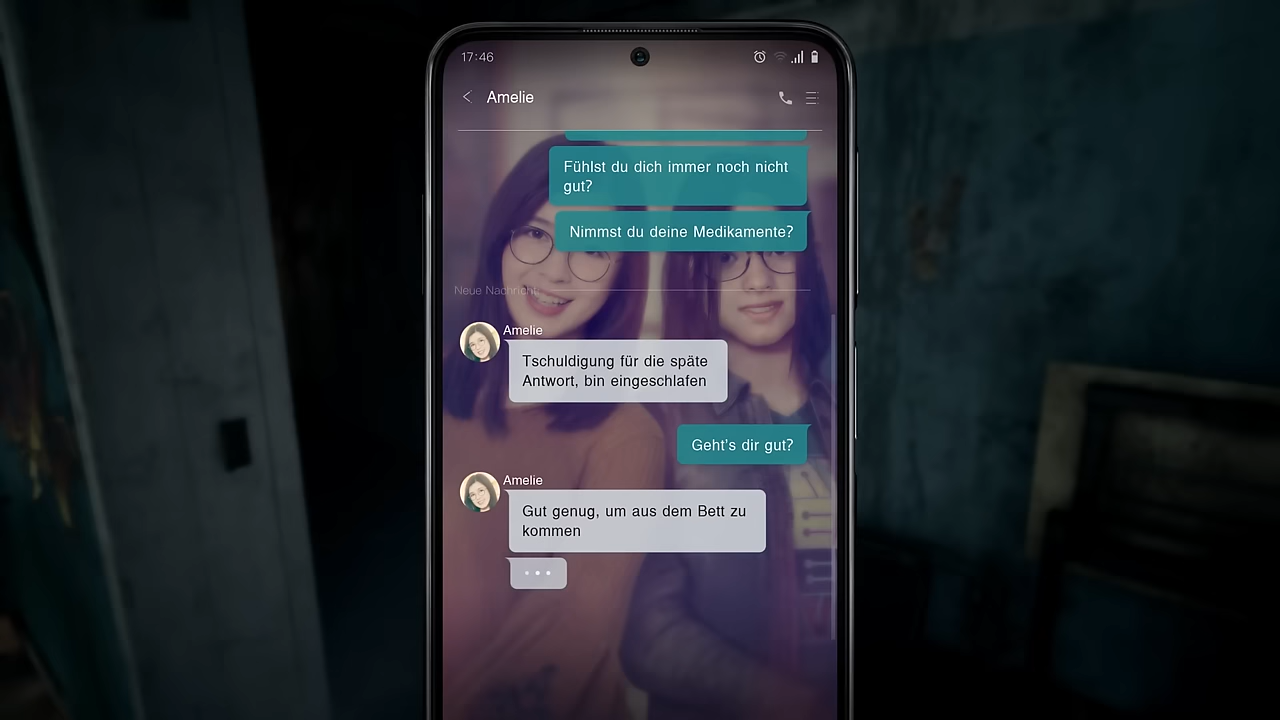 17:46
Amelie
Fühlst du dich immer noch nicht
gut?
Nimmst du deine Medikamente?
Neue Nachricht
Amelie
Tschuldigung für die späte
Antwort, bin eingeschlafen
Geht's dir gut?
Amelie
Gut genug, um aus dem Bett zu
kommen